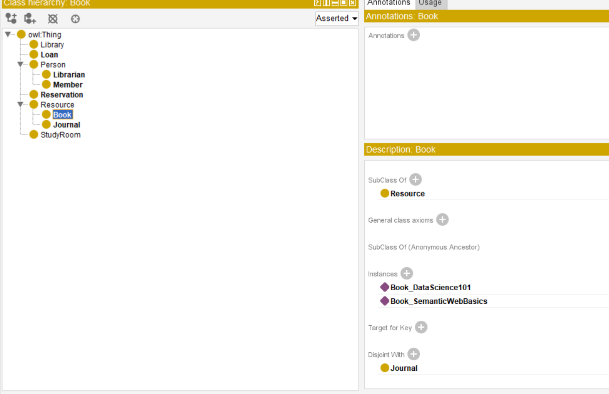 Class hierarchy: Book
Asserted
owl:Thing
Library
Loan
Person
Librarian
Member
Reservation
Resource
Book
Journal
StudyRoom
Annotations Usage
Annotations: Book
Annotations
Description: Book
SubClass Of
Resource
General class axioms
SubClass Of (Anonymous Ancestor)
Instances
Book_DataScience101
Book_SemanticWebBasics
Target for Key
Disjoint With
Journal